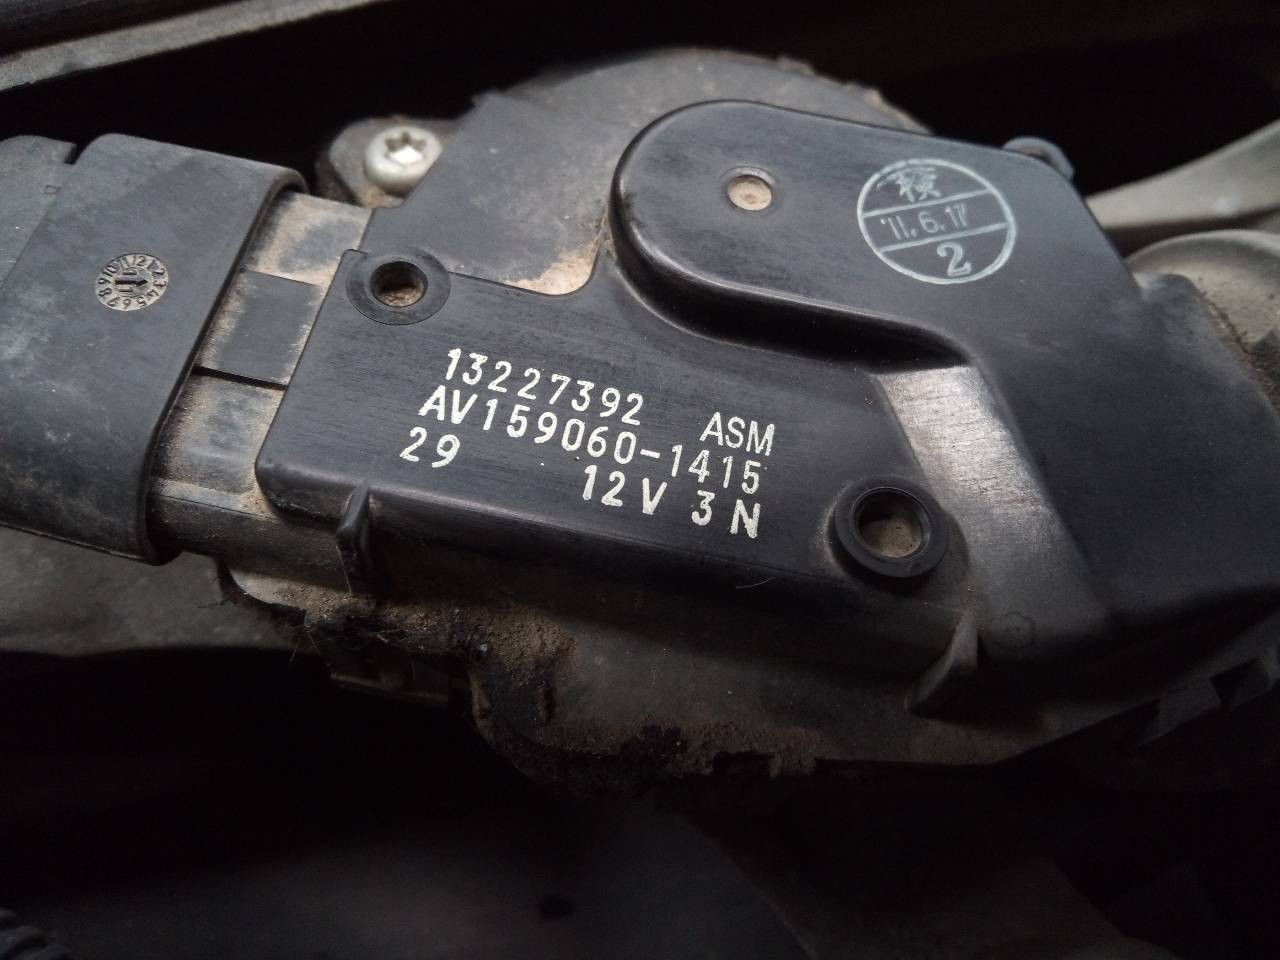 検
'11.6.17
2
13227392 ASM
AV159060-1415
29 12V 3N